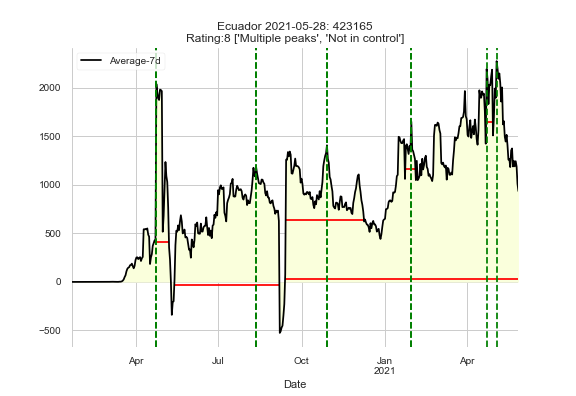 Ecuador 2021-05-28: 423165
Rating:8 ['Multiple peaks', 'Not in control']
Average-7d
2000
1500
1000
500
0
−500
Apr
Jul
Oct
Jan
2021
Apr
Date